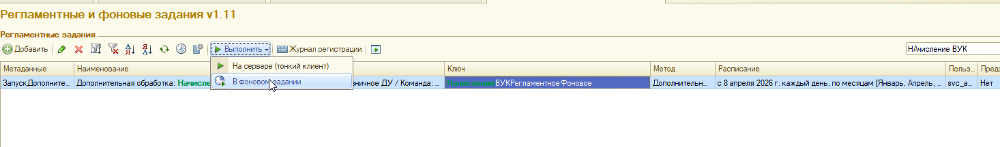 Регламентные и фоновые задания v1.11
Регламентные задания
Добавить Выполнить Журнал регистрации НАчисление ВУК
На сервере (тонкий клиент)
В фоновом задании
Метаданные Наименование Ключ Метод Расписание Польз... Предо
ЗапускДополните... Дополнительная обработка: Начисле зничное ДУ / Команда: ... НачислениеВУКРегламентноеФоновое Дополнительн... с 8 апреля 2026 г. каждый день, по месяцам [Январь, Апрель, ... svc_a... Нет